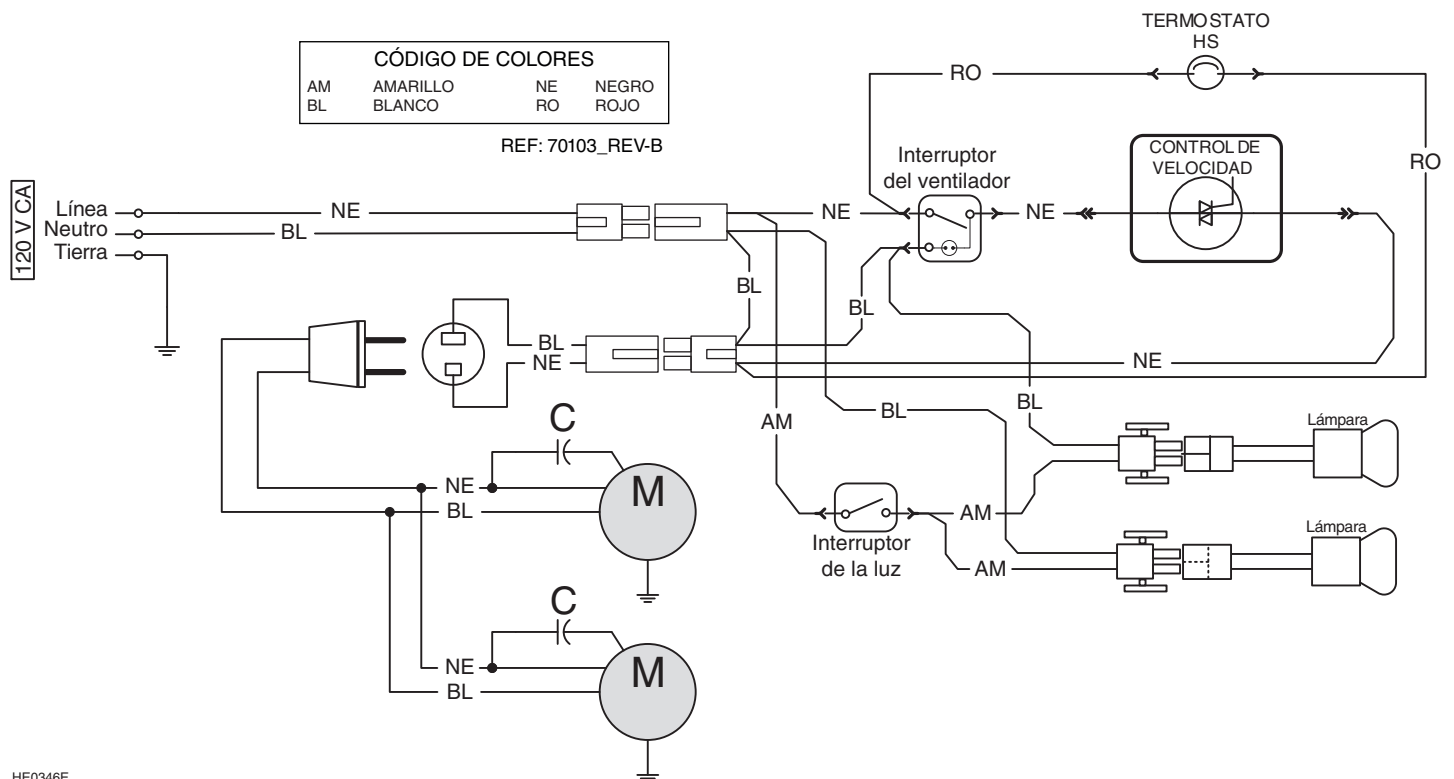 TERMOSTATO
HS
CÓDIGO DE COLORES
AM AMARILLO NE NEGRO
BL BLANCO RO ROJO
REF: 70103_REV-B
RO
RO
CONTROL DE
VELOCIDAD
Interruptor
del ventilador
120 V CA
Línea
Neutro
Tierra
NE
BL
NE
NE
BL
BL
BL
NE
NE
AM
BL
BL
Lámpara
C
NE
BL
M
AM
Interruptor
de la luz
AM
Lámpara
C
NE
BL
M
HE0346F